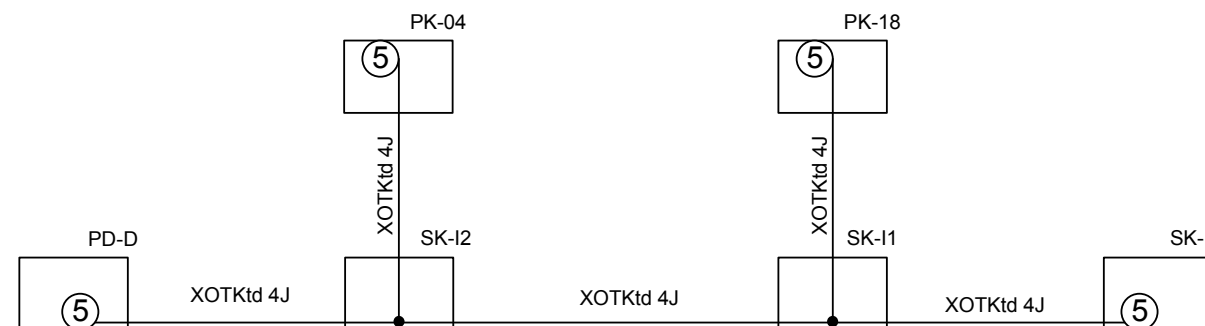 PK-04
PK-18
5
5
XOTKtd 4J
XOTKtd 4J
PD-D
SK-I2
SK-I1
SK-
XOTKtd 4J
XOTKtd 4J
XOTKtd 4J
5
5